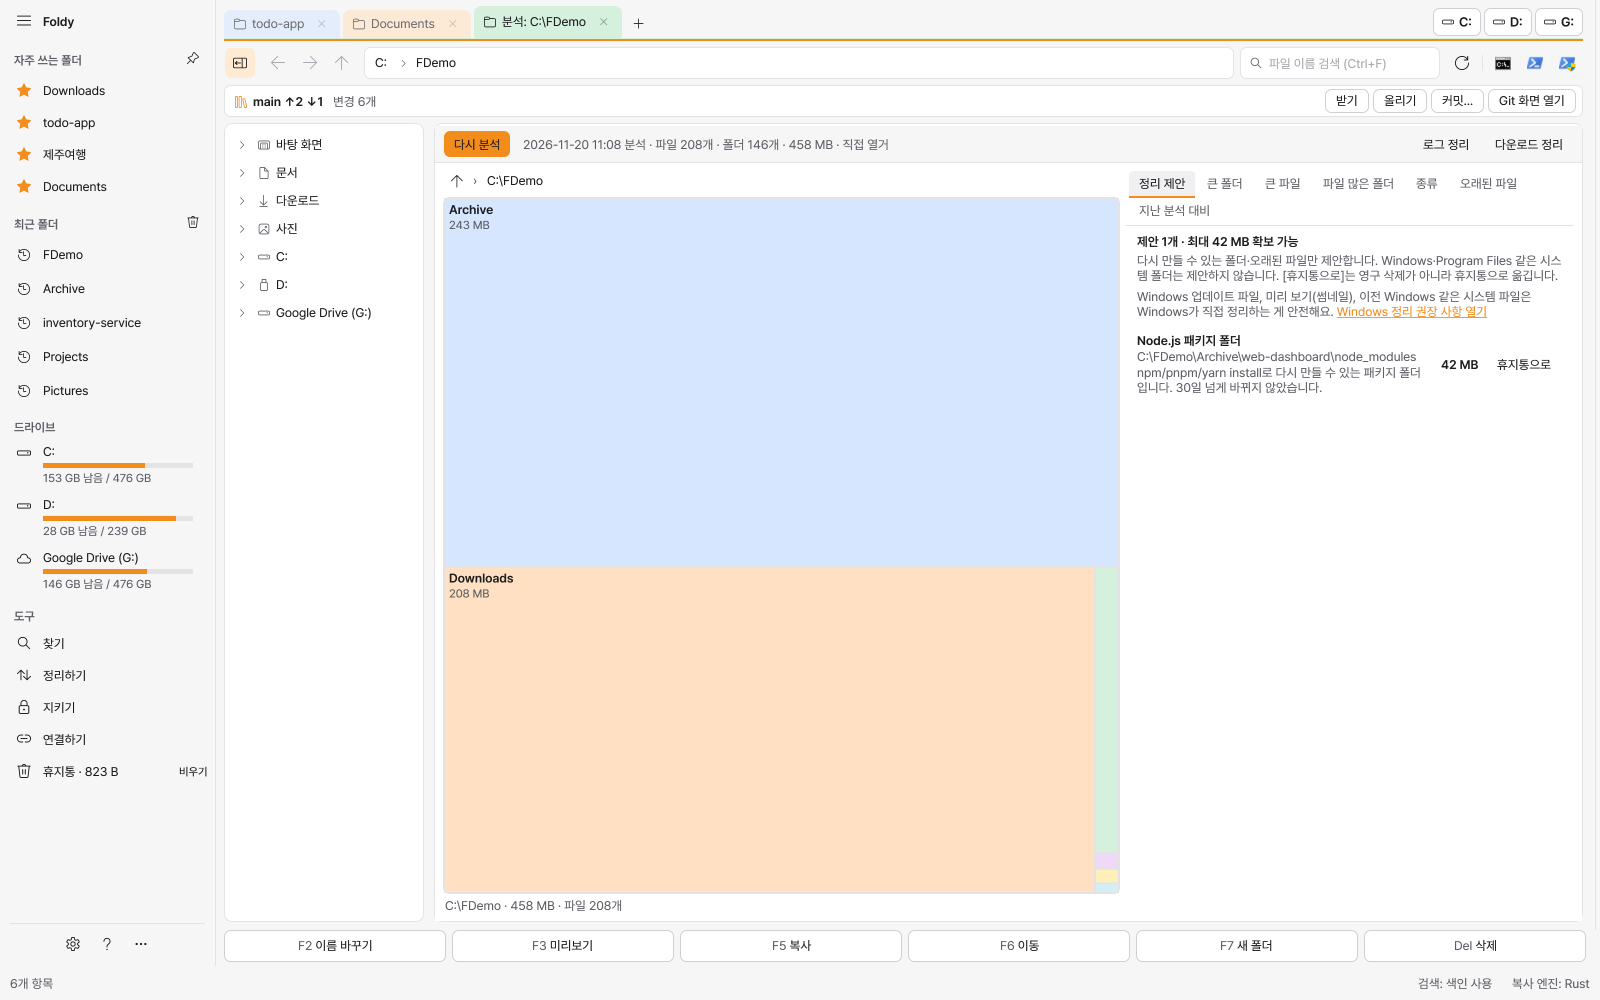 Foldy
자주 쓰는 폴더
Downloads
todo-app
제주여행
Documents
최근 폴더
FDemo
Archive
inventory-service
Projects
Pictures
드라이브
C:
153 GB 남음 / 476 GB
D:
28 GB 남음 / 239 GB
Google Drive (G:)
146 GB 남음 / 476 GB
도구
찾기
정리하기
지키기
연결하기
휴지통 · 823 B 비우기
6개 항목
todo-app
Documents
분석: C:\FDemo
C: D: G:
C: › FDemo
파일 이름 검색 (Ctrl+F)
main ↑2 ↓1 변경 6개
받기 올리기 커밋... Git 화면 열기
바탕 화면
문서
다운로드
사진
C:
D:
Google Drive (G:)
다시 분석 2026-11-20 11:08 분석 · 파일 208개 · 폴더 146개 · 458 MB · 직접 열거
로그 정리 다운로드 정리
↑ › C:\FDemo
Archive
243 MB
Downloads
208 MB
C:\FDemo · 458 MB · 파일 208개
정리 제안 큰 폴더 큰 파일 파일 많은 폴더 종류 오래된 파일
지난 분석 대비
제안 1개 · 최대 42 MB 확보 가능
다시 만들 수 있는 폴더·오래된 파일만 제안합니다. Windows·Program Files 같은 시스
템 폴더는 제안하지 않습니다. [휴지통으로]는 영구 삭제가 아니라 휴지통으로 옮깁니다.
Windows 업데이트 파일, 미리 보기(썸네일), 이전 Windows 같은 시스템 파일은
Windows가 직접 정리하는 게 안전해요. Windows 정리 권장 사항 열기
Node.js 패키지 폴더
C:\FDemo\Archive\web-dashboard\node_modules
npm/pnpm/yarn install로 다시 만들 수 있는 패키지 폴더
입니다. 30일 넘게 바뀌지 않았습니다.
42 MB 휴지통으로
F2 이름 바꾸기
F3 미리보기
F5 복사
F6 이동
F7 새 폴더
Del 삭제
검색: 색인 사용 복사 엔진: Rust